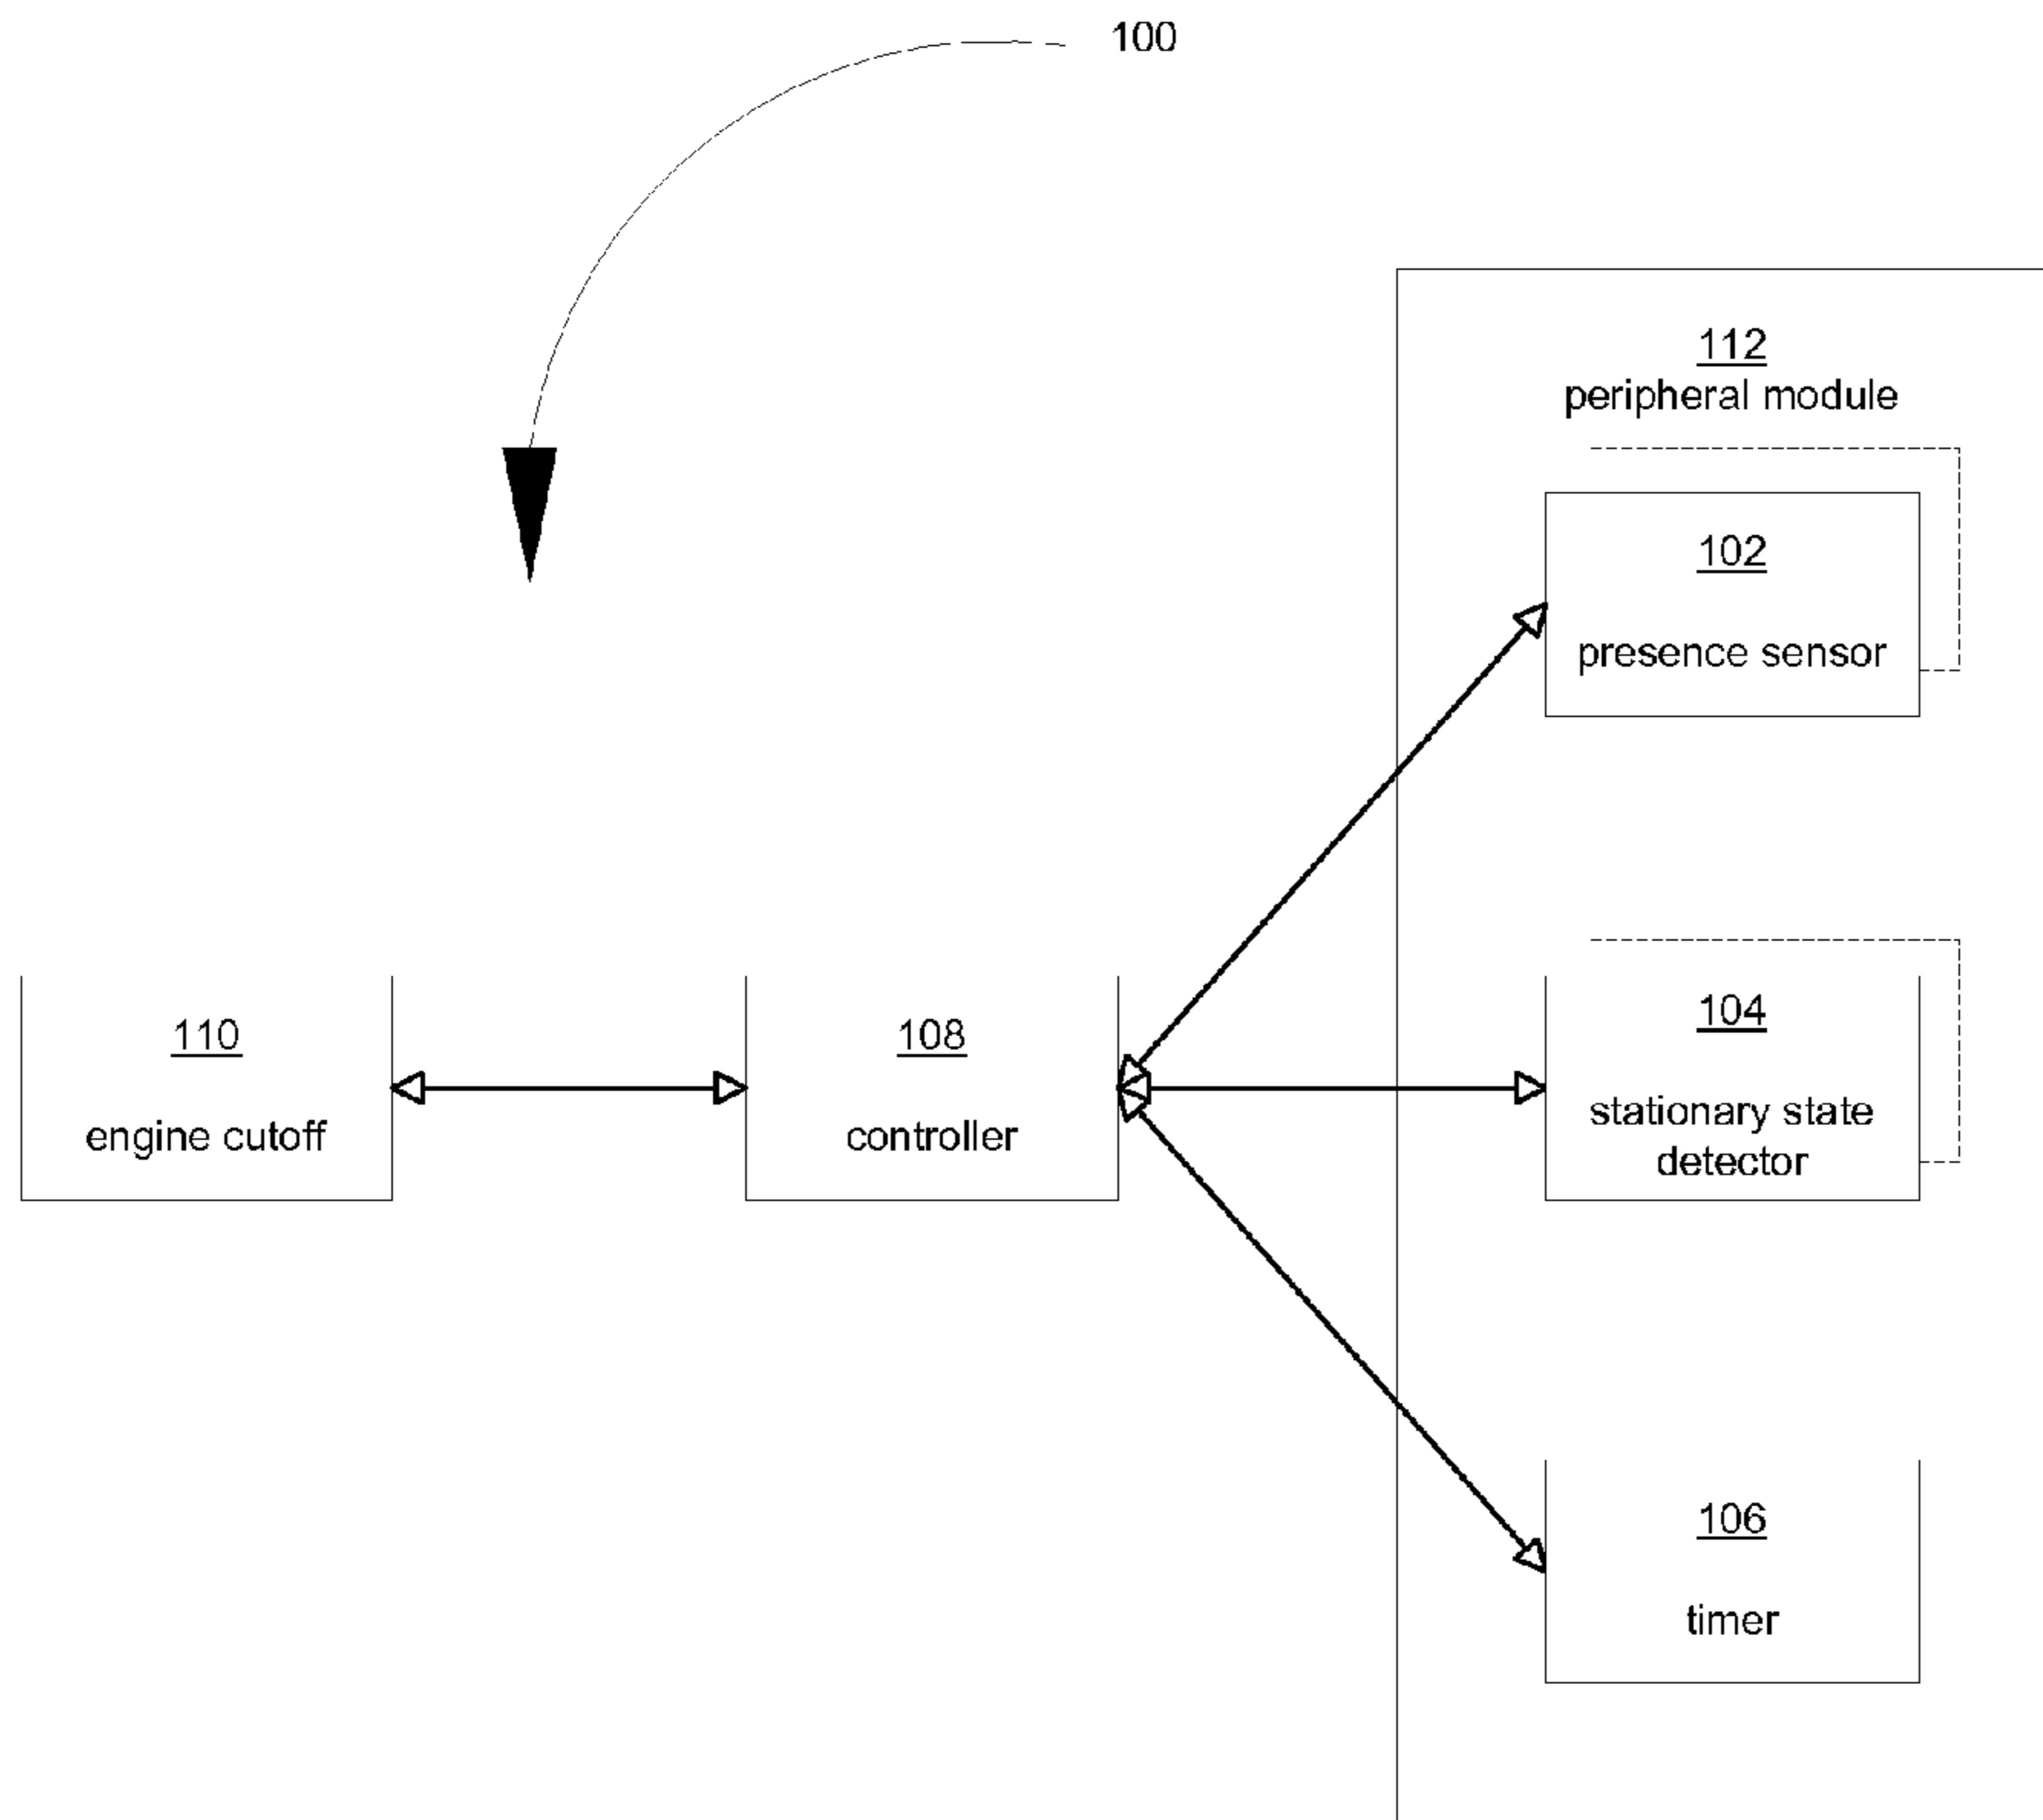 100
112
peripheral module
102
presence sensor
110
engine cutoff
108
controller
104
stationary state
detector
106
timer